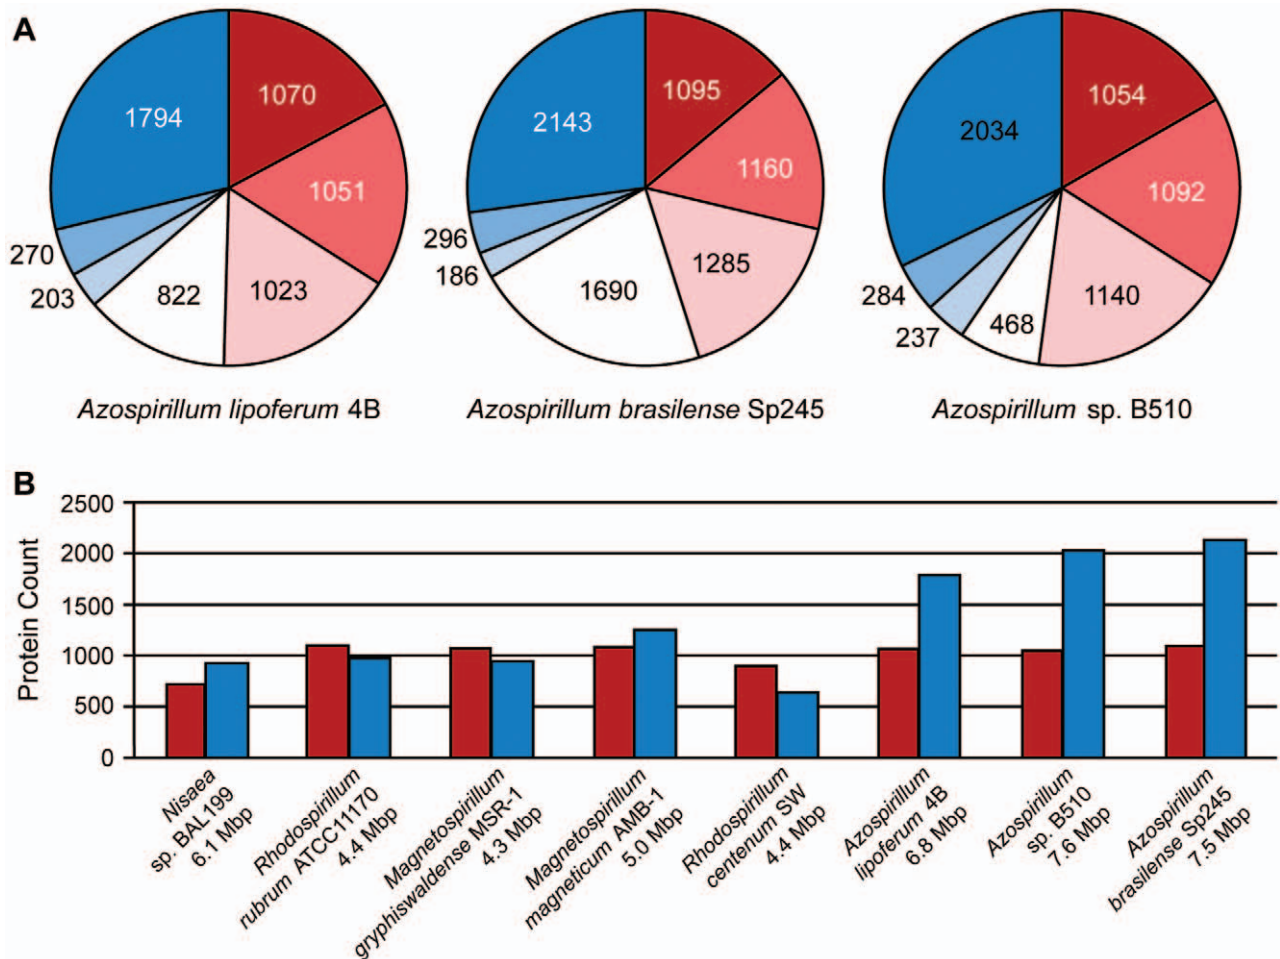 A
1794
1070
1051
1023
822
203
270
Azospirillum lipoferum 4B
2143
1095
1160
1285
1690
186
296
Azospirillum brasilense Sp245
2034
1054
1092
1140
468
237
284
Azospirillum sp. B510
B
Protein Count
2500
2000
1500
1000
500
0
Nisaea
sp. BAL199
6.1 Mbp
Rhodospirillum
rubrum ATCC11170
4.4 Mbp
Magnetospirillum
gryphiswaldense MSR-1
4.3 Mbp
Magnetospirillum
magneticum AMB-1
5.0 Mbp
Rhodospirillum
centenum SW
4.4 Mbp
Azospirillum
lipoferum 4B
6.8 Mbp
Azospirillum
sp. B510
7.6 Mbp
Azospirillum
brasilense Sp245
7.5 Mbp